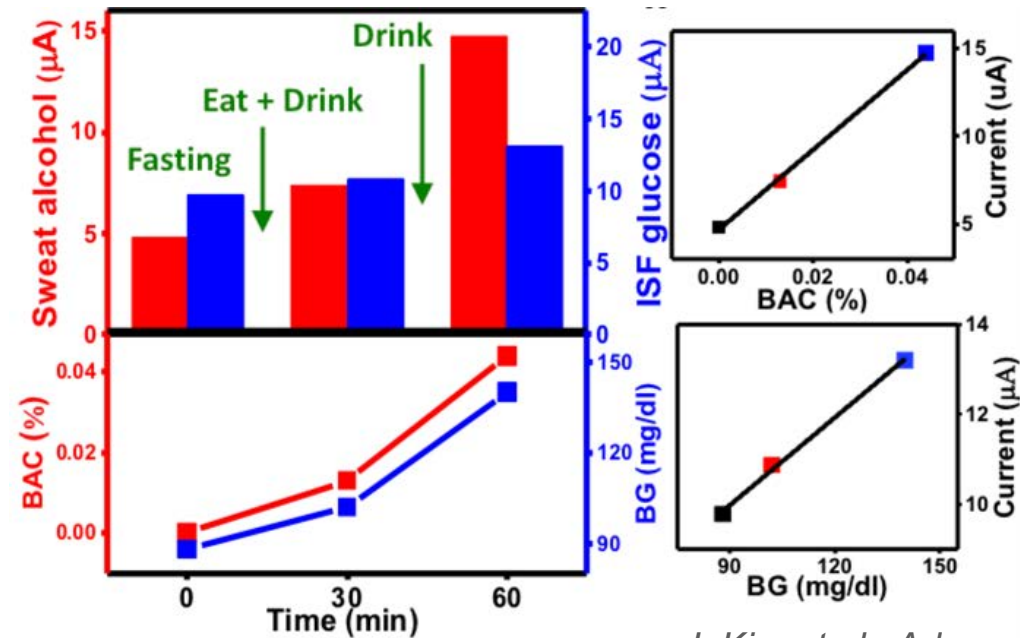 Sweat alcohol (μA)
15
10
5
0
Fasting
Eat + Drink
Drink
20
15
10
5
0
ISF glucose (μA)
BAC (%)
0.04
0.02
0.00
150
120
90
BG (mg/dl)
0
30
60
Time (min)
15
10
5
Current (uA)
0.00
0.02
0.04
BAC (%)
14
12
10
Current (μA)
90
120
150
BG (mg/dl)